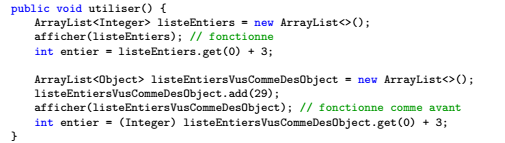 public void utiliser() {
ArrayList<Integer> listeEntiers = new ArrayList<>();
afficher(listeEntiers); // fonctionne
int entier = listeEntiers.get(0) + 3;
ArrayList<Object> listeEntiersVusCommeDesObject = new ArrayList<>();
listeEntiersVusCommeDesObject.add(29);
afficher(listeEntiersVusCommeDesObject); // fonctionne comme avant
int entier = (Integer) listeEntiersVusCommeDesObject.get(0) + 3;
}